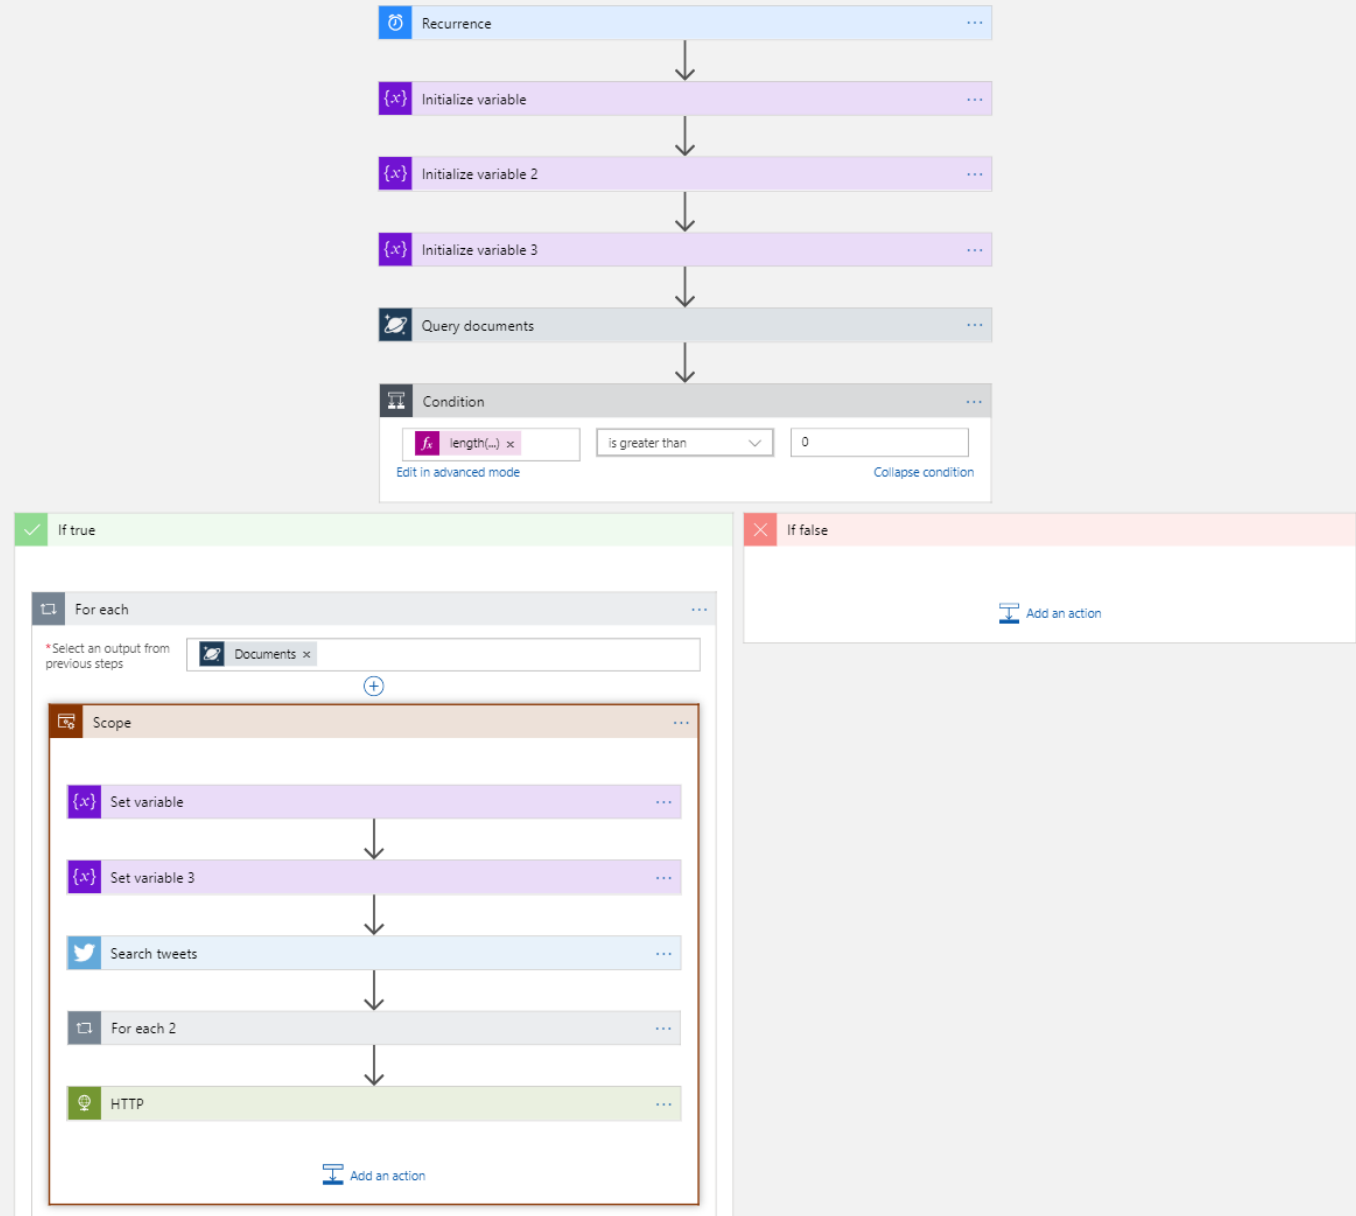 Recurrence
{x} Initialize variable
{x} Initialize variable 2
{x} Initialize variable 3
Query documents
Condition
fx length(...) × is greater than 0
Edit in advanced mode Collapse condition
If true
If false
For each
Add an action
*Select an output from
previous steps
Documents ×
Scope
{x} Set variable
{x} Set variable 3
Search tweets
For each 2
HTTP
Add an action